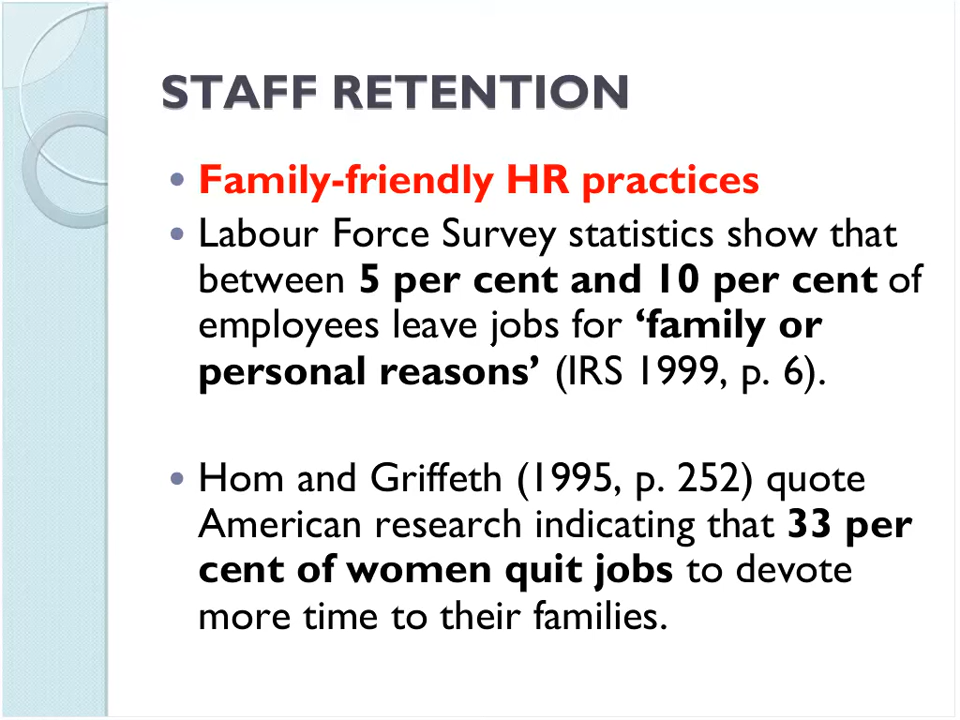 STAFF RETENTION
• Family-friendly HR practices
• Labour Force Survey statistics show that
between 5 per cent and 10 per cent of
employees leave jobs for ‘family or
personal reasons’ (IRS 1999, p. 6).
• Hom and Griffeth (1995, p. 252) quote
American research indicating that 33 per
cent of women quit jobs to devote
more time to their families.